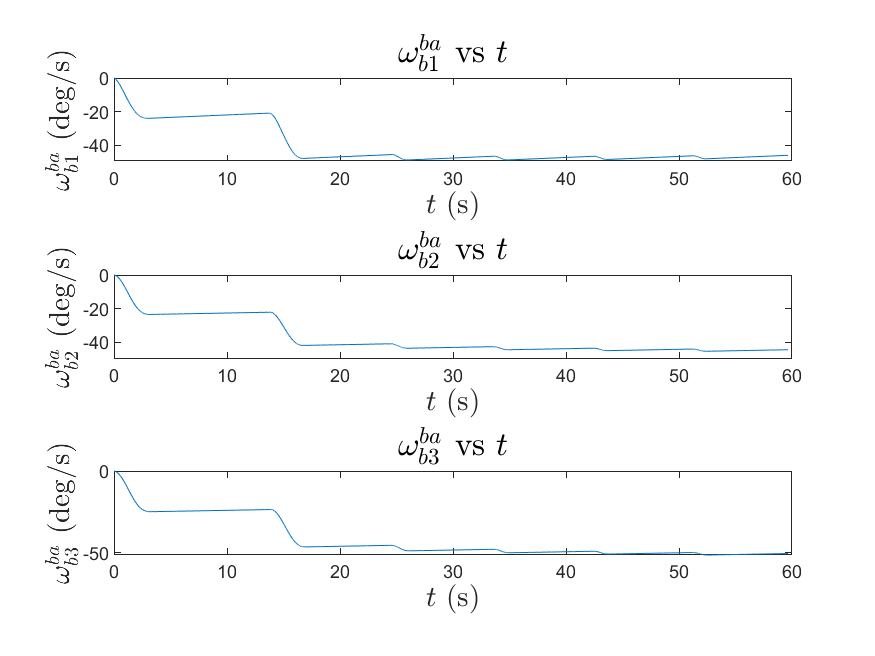 ω_{b1}^{ba} vs t
ω_{b1}^{ba} (deg/s)
0
-20
-40
0 10 20 30 40 50 60
t (s)
ω_{b2}^{ba} vs t
ω_{b2}^{ba} (deg/s)
0
-20
-40
0 10 20 30 40 50 60
t (s)
ω_{b3}^{ba} vs t
ω_{b3}^{ba} (deg/s)
0
-50
0 10 20 30 40 50 60
t (s)